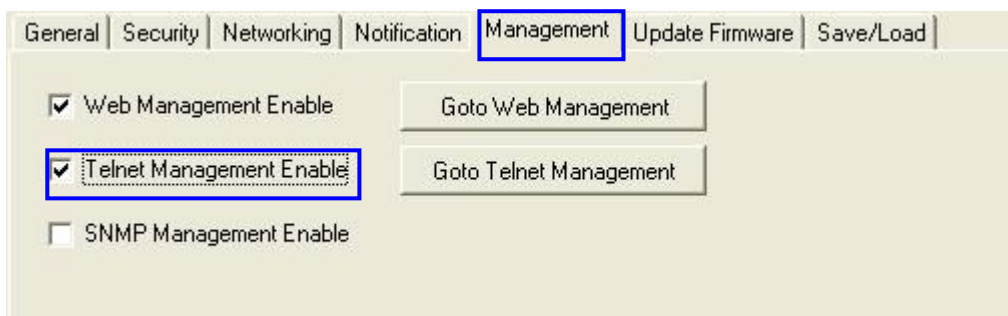 General Security Networking Notification Management Update Firmware Save/Load
Web Management Enable Goto Web Management
Telnet Management Enable Goto Telnet Management
SNMP Management Enable